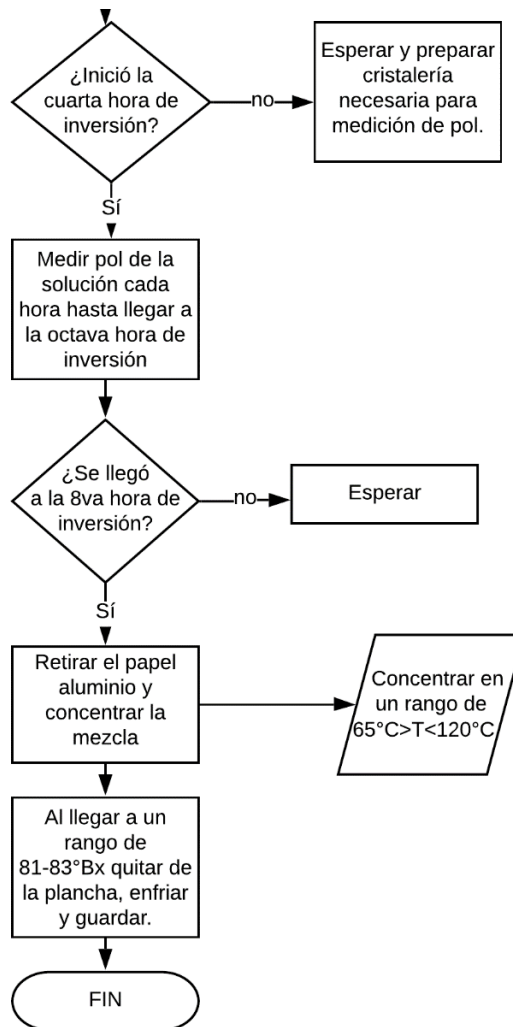 ¿Inició la
cuarta hora de
inversión?
no
Esperar y preparar
cristalería
necesaria para
medición de pol.
Sí
Medir pol de la
solución cada
hora hasta llegar a
la octava hora de
inversión
¿Se llegó
a la 8va hora de
inversión?
no
Esperar
Sí
Retirar el papel
aluminio y
concentrar la
mezcla
Concentrar en
un rango de
65°C>T<120°C
Al llegar a un
rango de
81-83°Bx quitar de
la plancha, enfriar
y guardar.
FIN